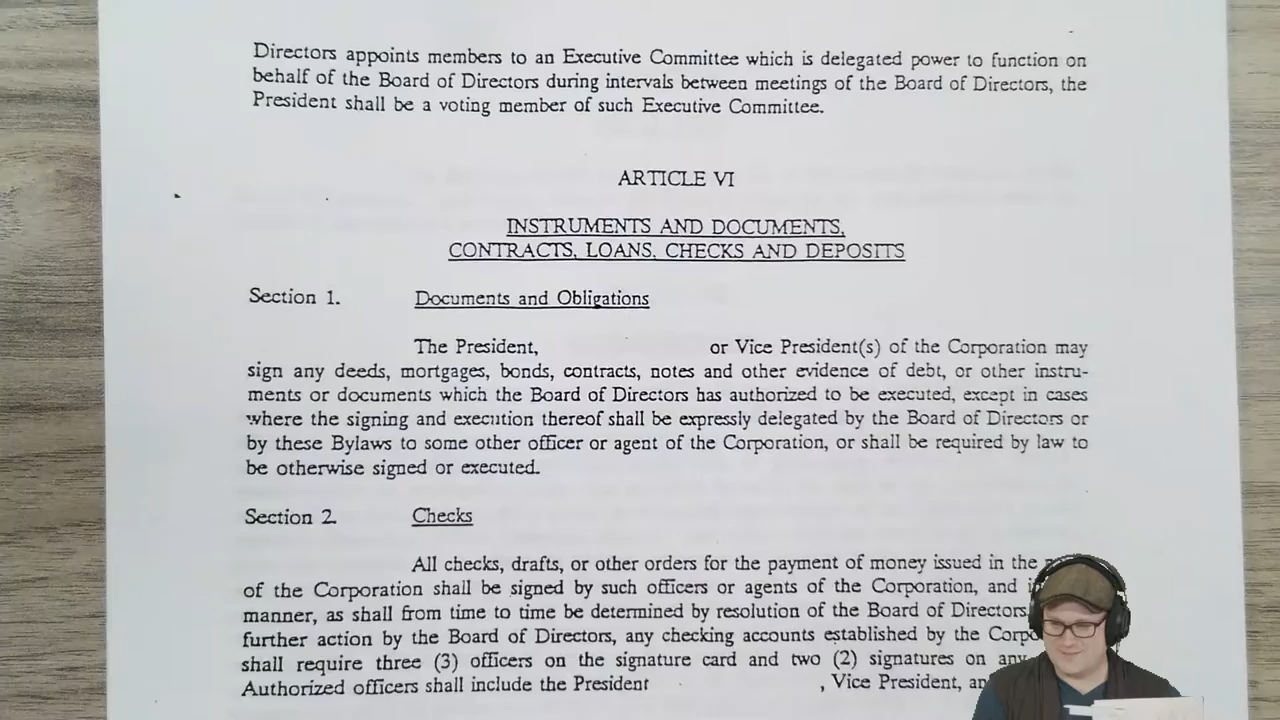 Directors appoints members to an Executive Committee which is delegated power to function on
behalf of the Board of Directors during intervals between meetings of the Board of Directors, the
President shall be a voting member of such Executive Committee.
ARTICLE VI
INSTRUMENTS AND DOCUMENTS,
CONTRACTS, LOANS, CHECKS AND DEPOSITS
Section 1. Documents and Obligations
The President, or Vice President(s) of the Corporation may
sign any deeds, mortgages, bonds, contracts, notes and other evidence of debt, or other instru-
ments or documents which the Board of Directors has authorized to be executed, except in cases
where the signing and execution thereof shall be expressly delegated by the Board of Directors or
by these Bylaws to some other officer or agent of the Corporation, or shall be required by law to
be otherwise signed or executed.
Section 2. Checks
All checks, drafts, or other orders for the payment of money issued in the
of the Corporation shall be signed by such officers or agents of the Corporation, and
manner, as shall from time to time be determined by resolution of the Board of Directors
further action by the Board of Directors, any checking accounts established by the
shall require three (3) officers on the signature card and two (2) signatures on any
Authorized officers shall include the President , Vice President,